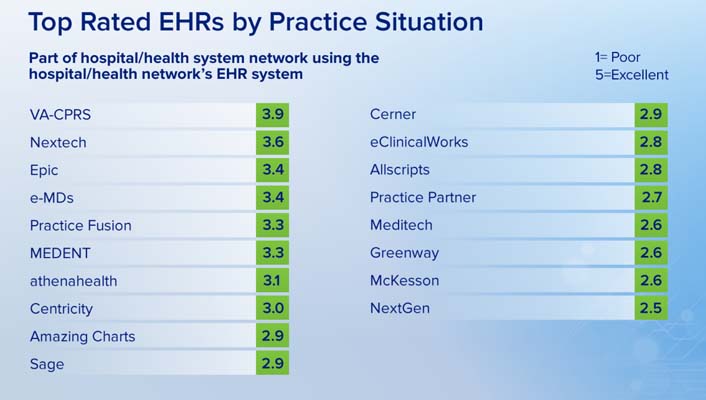 Top Rated EHRs by Practice Situation
Part of hospital/health system network using the
hospital/health network's EHR system
1= Poor
5=Excellent
VA-CPRS 3.9
Nextech 3.6
Epic 3.4
e-MDs 3.4
Practice Fusion 3.3
MEDENT 3.3
athenahealth 3.1
Centricity 3.0
Amazing Charts 2.9
Sage 2.9
Cerner 2.9
eClinicalWorks 2.8
Allscripts 2.8
Practice Partner 2.7
Meditech 2.6
Greenway 2.6
McKesson 2.6
NextGen 2.5